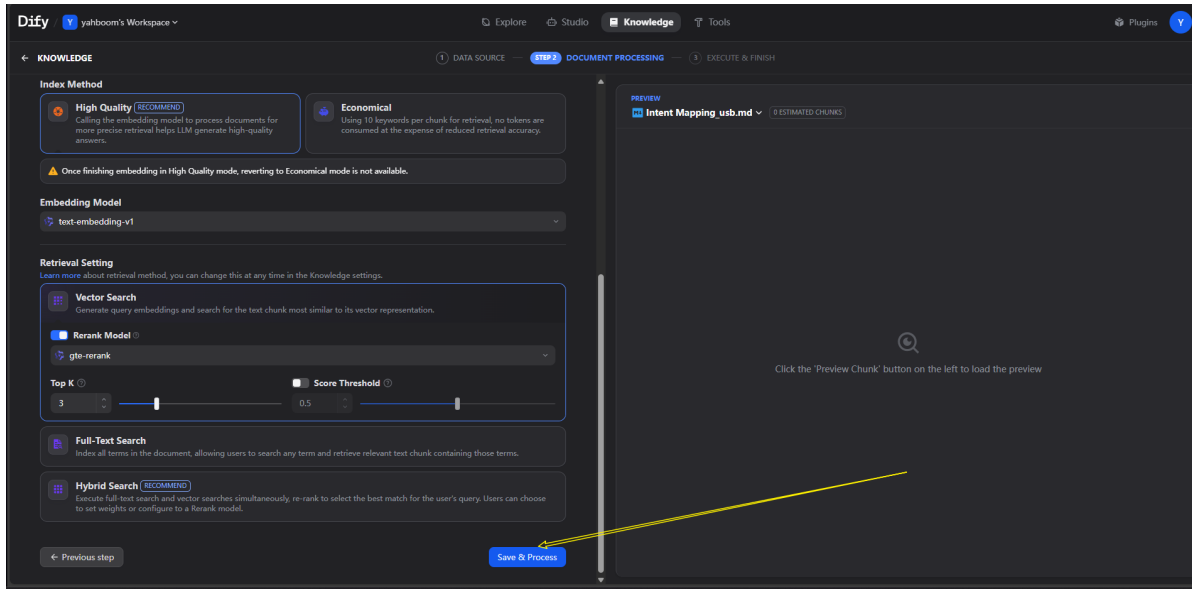 Dify / Y yahboom's Workspace
Explore
Studio
Knowledge
Tools
Plugins
Y
← KNOWLEDGE
1 DATA SOURCE — STEP 2 DOCUMENT PROCESSING — 3 EXECUTE & FINISH
Index Method
High Quality RECOMMEND
Calling the embedding model to process documents for
more precise retrieval helps LLM generate high-quality
answers.
Economical
Using 10 keywords per chunk for retrieval, no tokens are
consumed at the expense of reduced retrieval accuracy.
Once finishing embedding in High Quality mode, reverting to Economical mode is not available.
Embedding Model
text-embedding-v1
Retrieval Setting
Learn more about retrieval method, you can change this at any time in the Knowledge settings.
Vector Search
Generate query embeddings and search for the text chunk most similar to its vector representation.
Rerank Model
gte-rerank
Top K
Score Threshold
3
0.5
Full-Text Search
Index all terms in the document, allowing users to search any term and retrieve relevant text chunk containing those terms.
Hybrid Search RECOMMEND
Execute full-text search and vector searches simultaneously, re-rank to select the best match for the user's query. Users can choose
to set weights or configure to a Rerank model.
← Previous step
Save & Process
PREVIEW
Intent Mapping_usb.md
0 ESTIMATED CHUNKS
Click the 'Preview Chunk' button on the left to load the preview